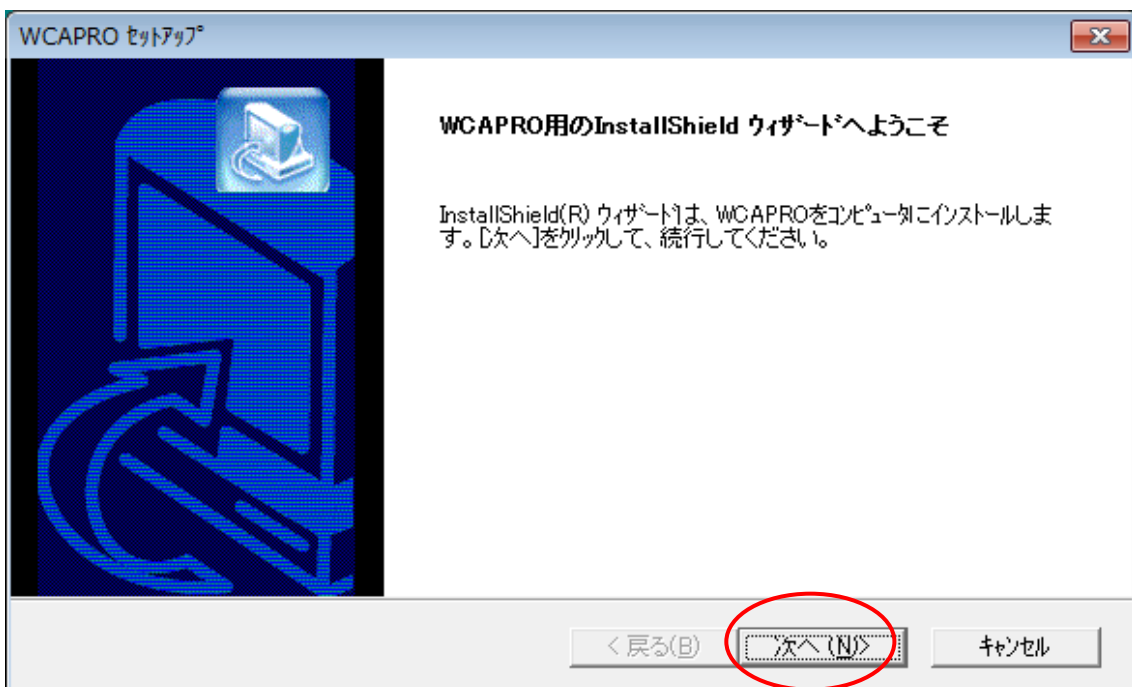 WCAPRO ｾｯﾄｱｯﾌﾟ
WCAPRO用のInstallShield ｳｨｻﾞｰﾄﾞへようこそ
InstallShield(R) ｳｨｻﾞｰﾄﾞは、WCAPROをｺﾝﾋﾟｭｰﾀにインストールしま
す。[次へ]をｸﾘｯｸして、続行してください。
< 戻る(B)
次へ (N)>
ｷｬﾝｾﾙ